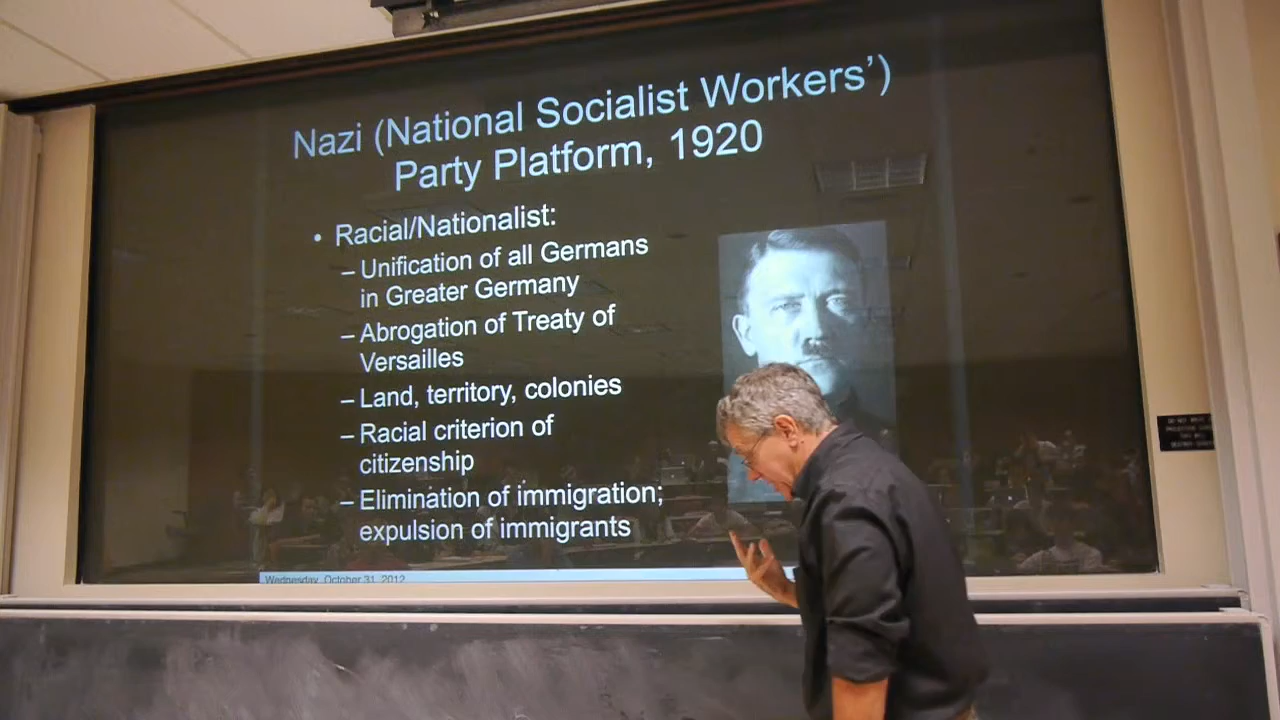 Nazi (National Socialist Workers’)
Party Platform, 1920
• Racial/Nationalist:
– Unification of all Germans
in Greater Germany
– Abrogation of Treaty of
Versailles
– Land, territory, colonies
– Racial criterion of
citizenship
– Elimination of immigration;
expulsion of immigrants
Wednesday, October 31, 2012